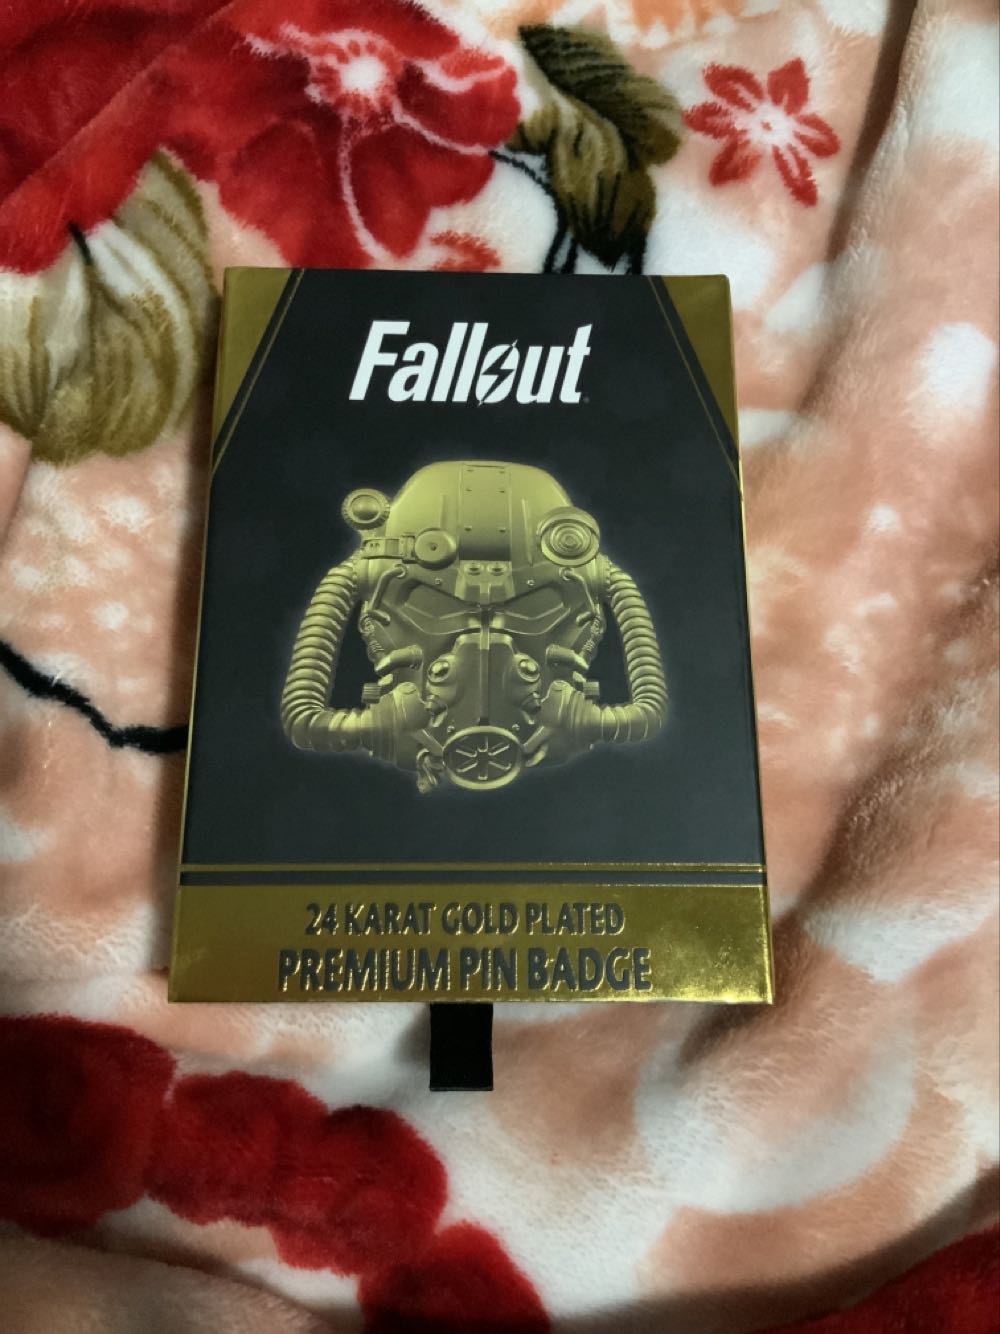 Fallout
24 KARAT GOLD PLATED
PREMIUM PIN BADGE